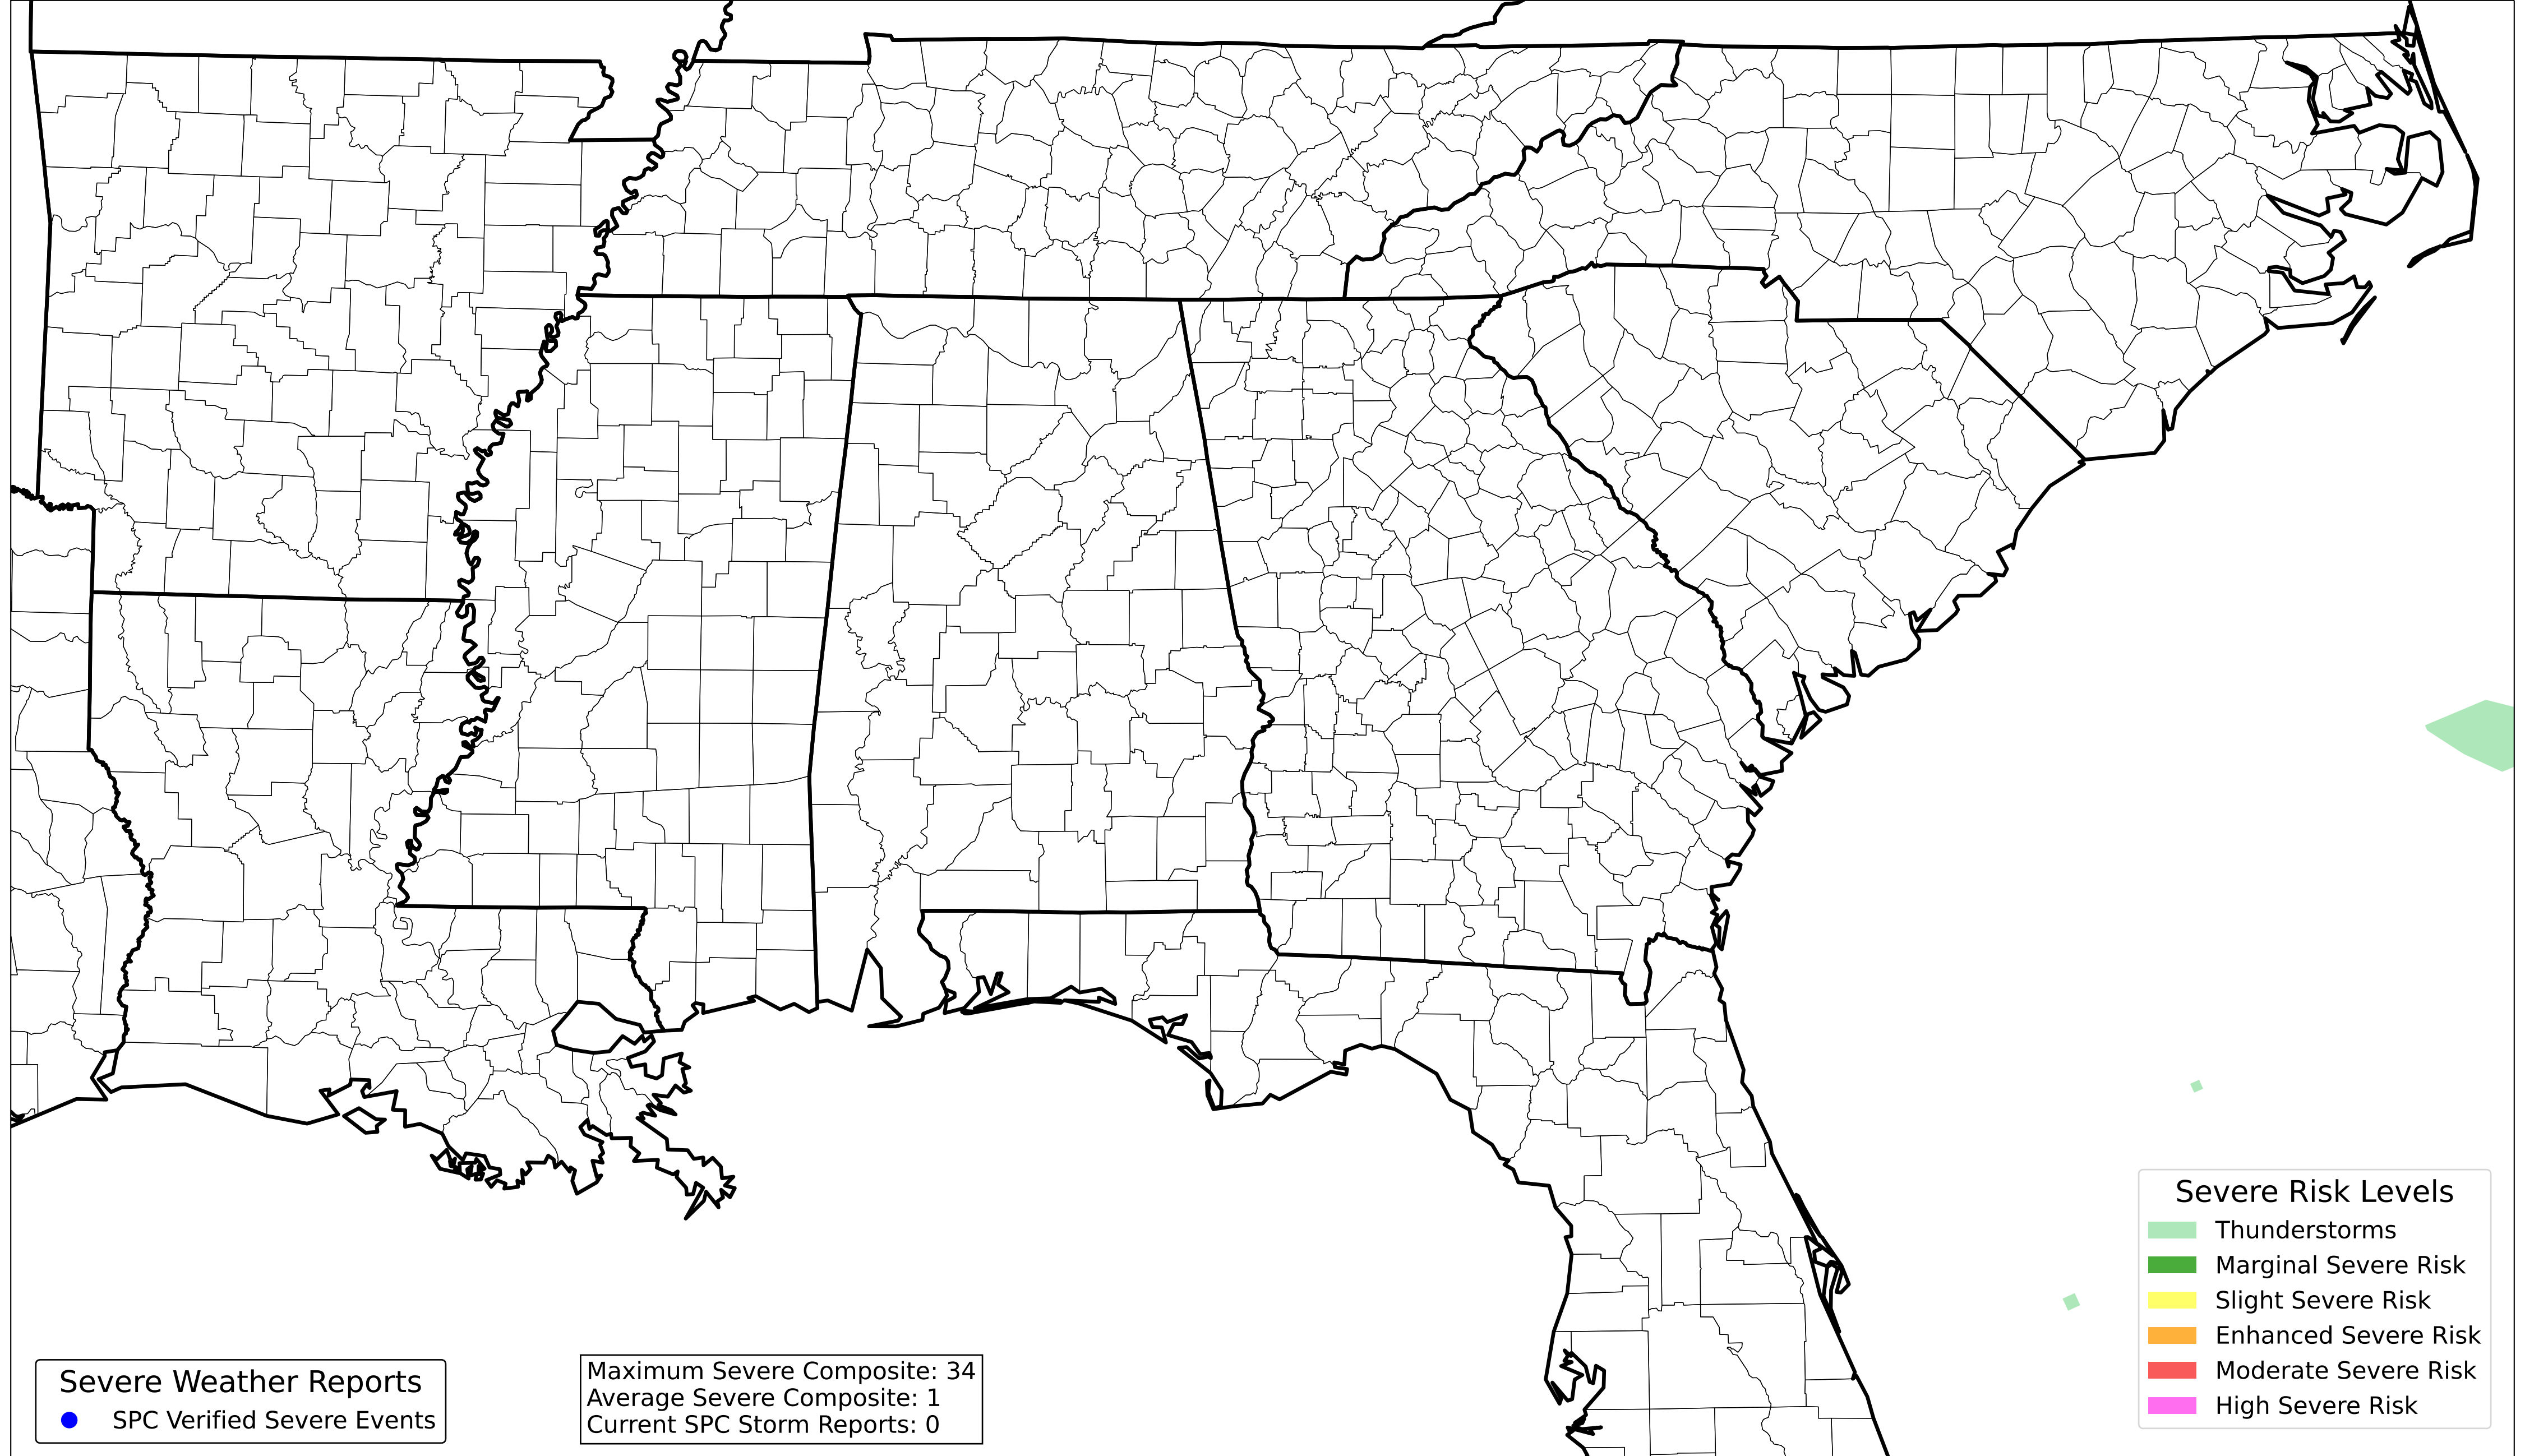 Severe Weather Reports
SPC Verified Severe Events
Maximum Severe Composite: 34
Average Severe Composite: 1
Current SPC Storm Reports: 0
Severe Risk Levels
Thunderstorms
Marginal Severe Risk
Slight Severe Risk
Enhanced Severe Risk
Moderate Severe Risk
High Severe Risk